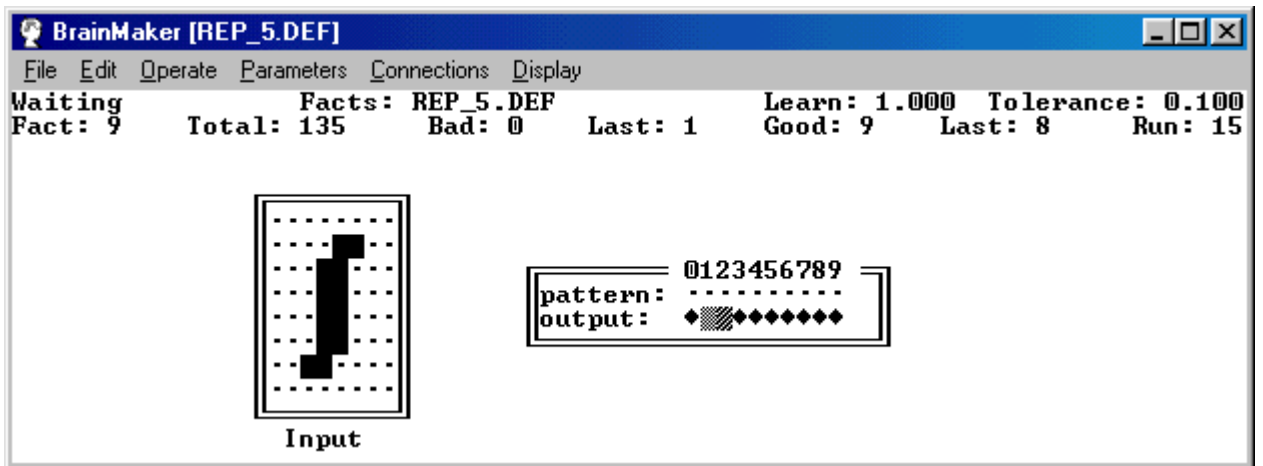 BrainMaker [REP_5.DEF]
File Edit Operate Parameters Connections Display
Waiting Facts: REP_5.DEF Learn: 1.000 Tolerance: 0.100
Fact: 9 Total: 135 Bad: 0 Last: 1 Good: 9 Last: 8 Run: 15
0123456789
pattern:
output:
Input